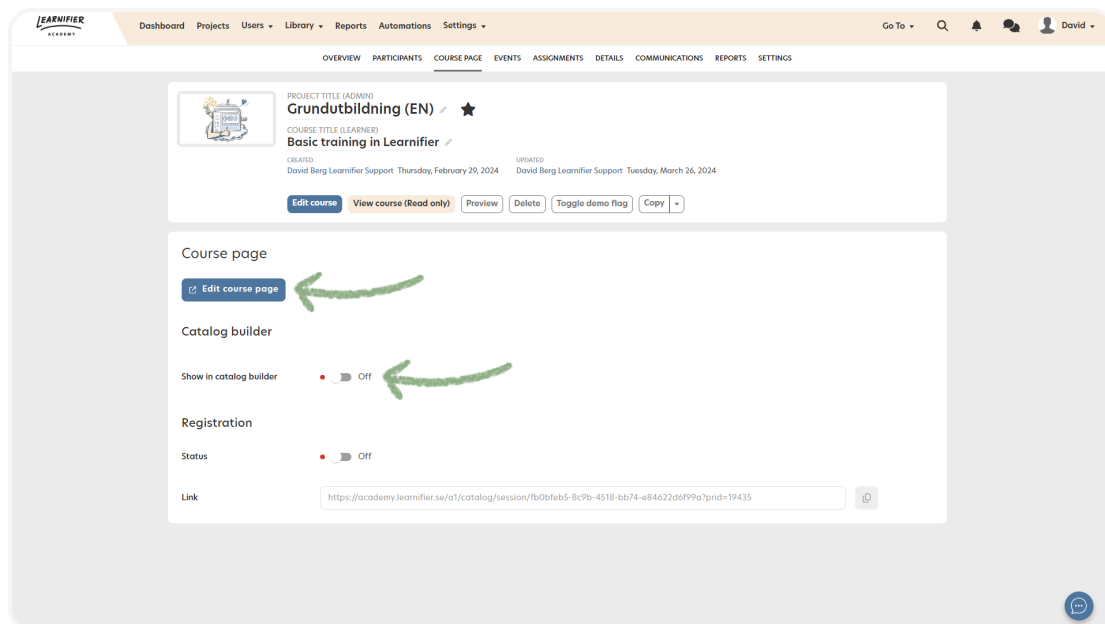 LEARNIFIER
ACADEMY
Dashboard Projects Users Library Reports Automations Settings Go To David
OVERVIEW PARTICIPANTS COURSE PAGE EVENTS ASSIGNMENTS DETAILS COMMUNICATIONS REPORTS SETTINGS
PROJECT TITLE (ADMIN)
Grundutbildning (EN)
COURSE TITLE (LEARNER)
Basic training in Learnifier
CREATED UPDATED
David Berg Learnifier Support Thursday, February 29, 2024 David Berg Learnifier Support Tuesday, March 26, 2024
Edit course View course (Read only) Preview Delete Toggle demo flag Copy
Course page
Edit course page
Catalog builder
Show in catalog builder Off
Registration
Status Off
Link https://academy.learnifier.se/a1/catalog/session/fb0bfeb5-8c9b-4518-bb74-e84622d6f99a?prid=19435